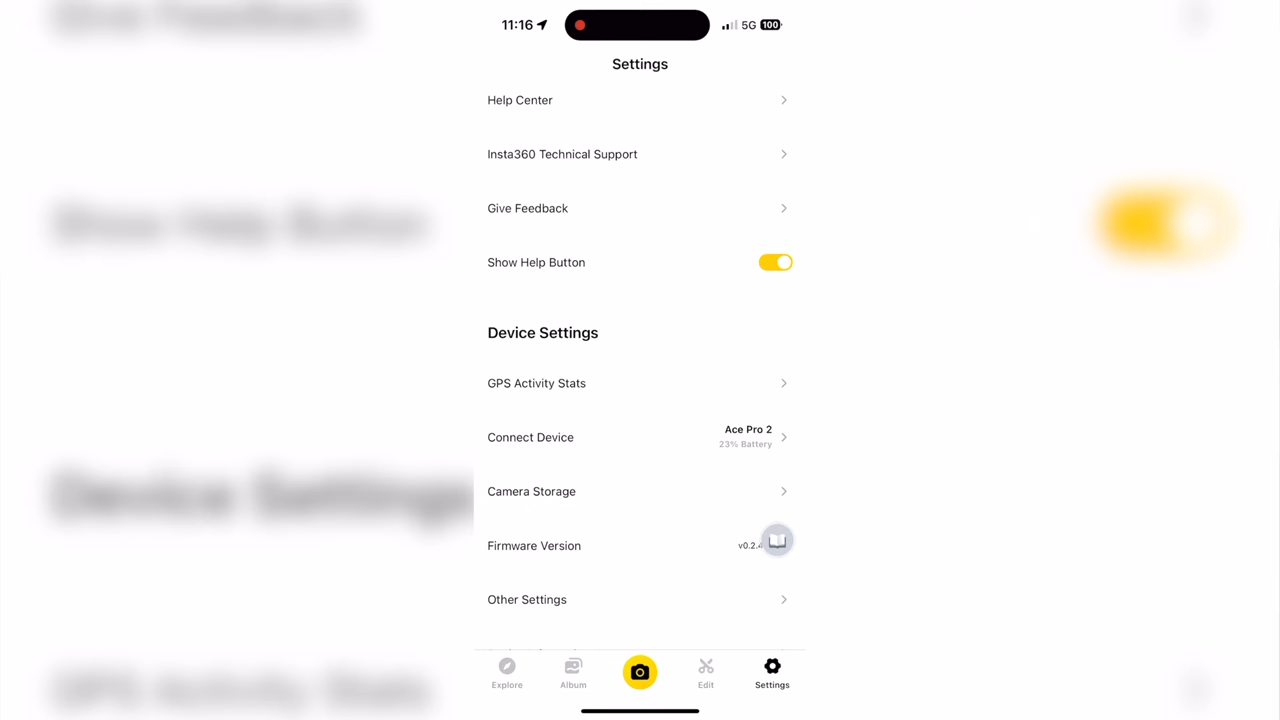 11:16
5G 100
Settings
Help Center
Insta360 Technical Support
Give Feedback
Show Help Button
Device Settings
GPS Activity Stats
Connect Device
Ace Pro 2
23% Battery
Camera Storage
Firmware Version
Other Settings
Explore Album Edit Settings